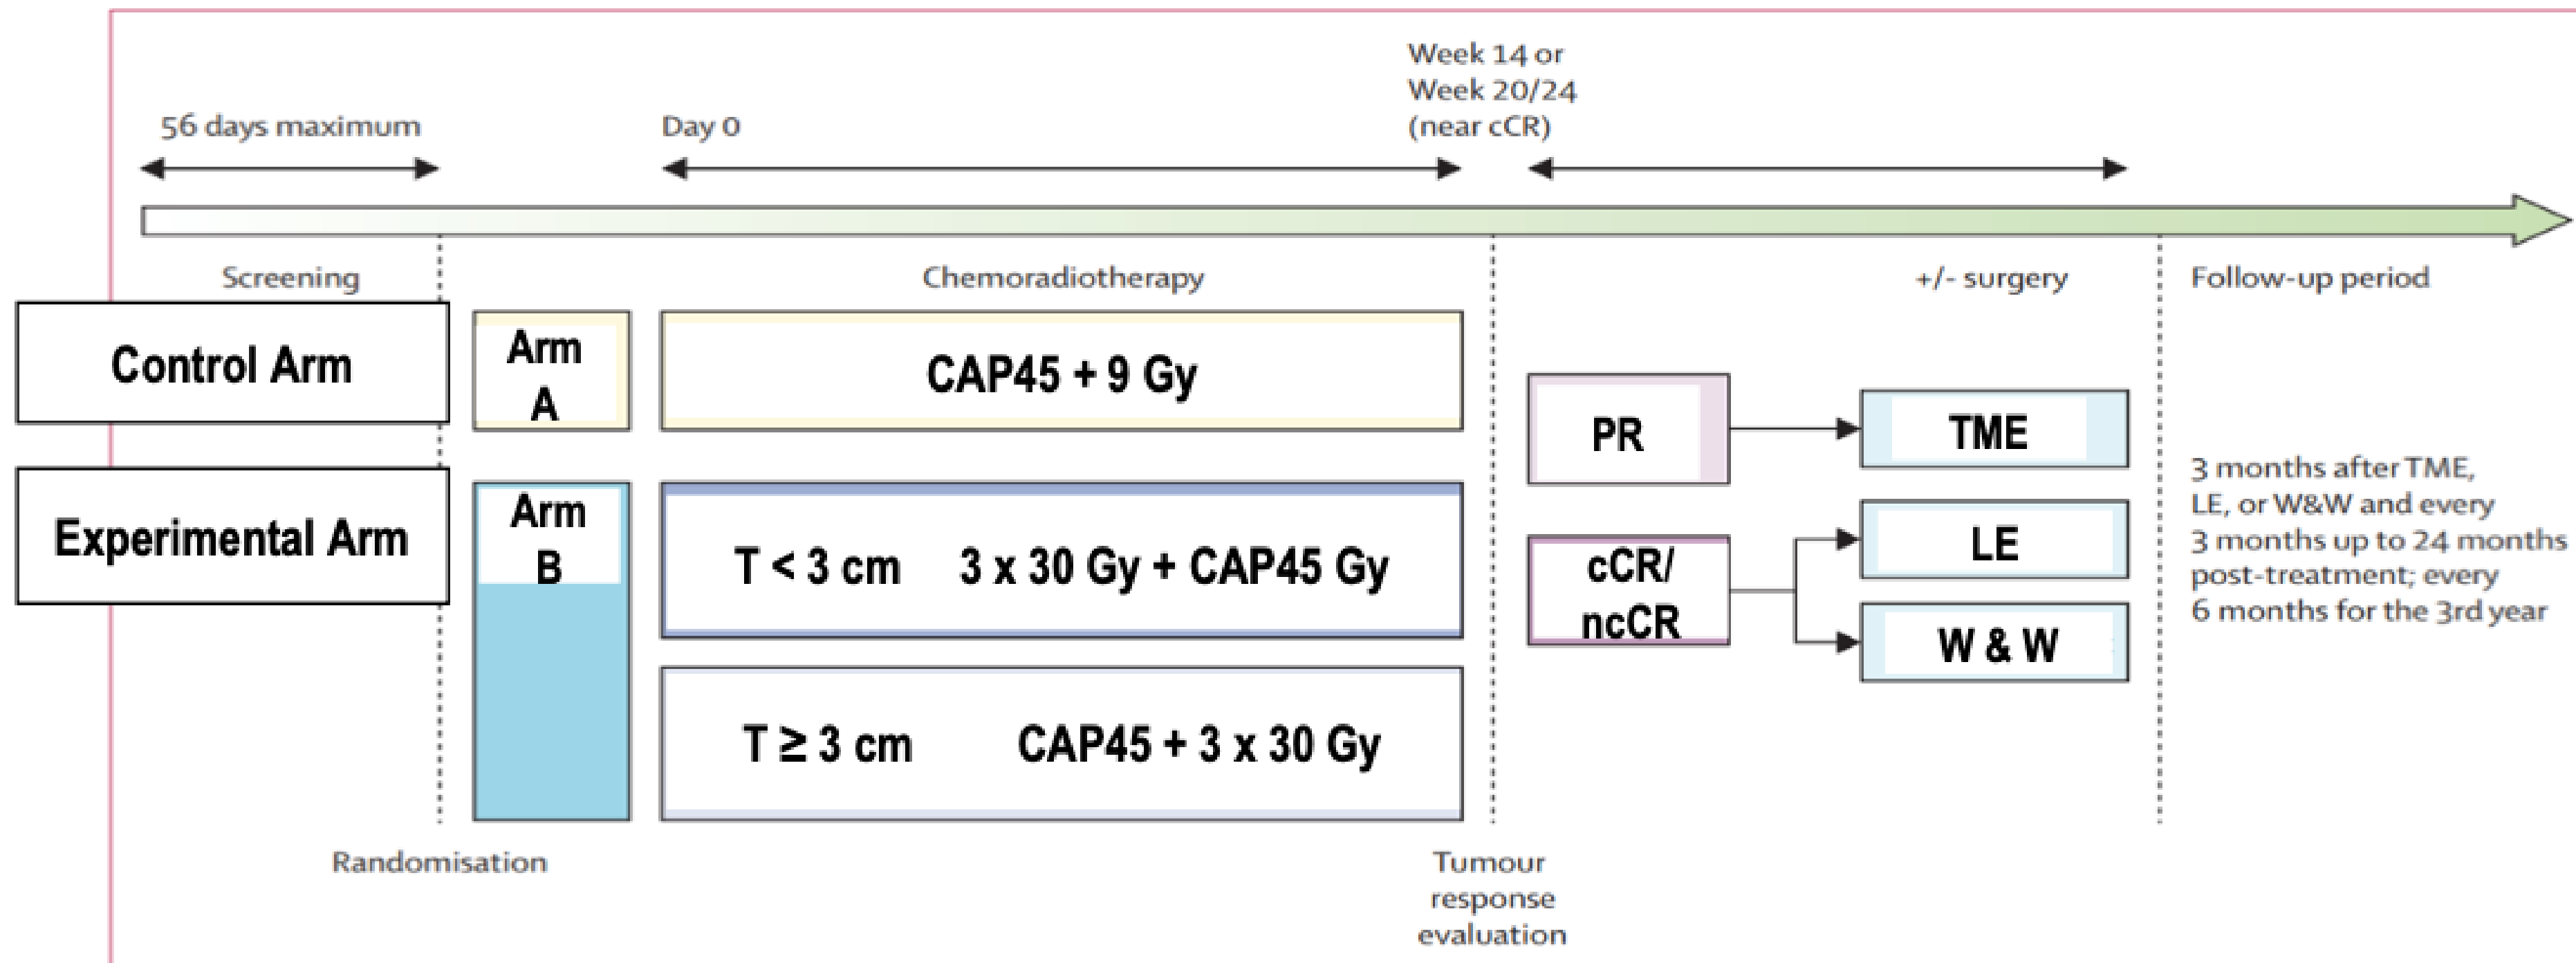 56 days maximum
Day 0
Week 14 or
Week 20/24
(near cCR)
Screening
Chemoradiotherapy
+/- surgery
Follow-up period
Control Arm
Arm
A
CAP45 + 9 Gy
PR
TME
Experimental Arm
Arm
B
T < 3 cm 3 x 30 Gy + CAP45 Gy
cCR/
ncCR
LE
W & W
3 months after TME,
LE, or W&W and every
3 months up to 24 months
post-treatment; every
6 months for the 3rd year
T ≥ 3 cm CAP45 + 3 x 30 Gy
Randomisation
Tumour
response
evaluation